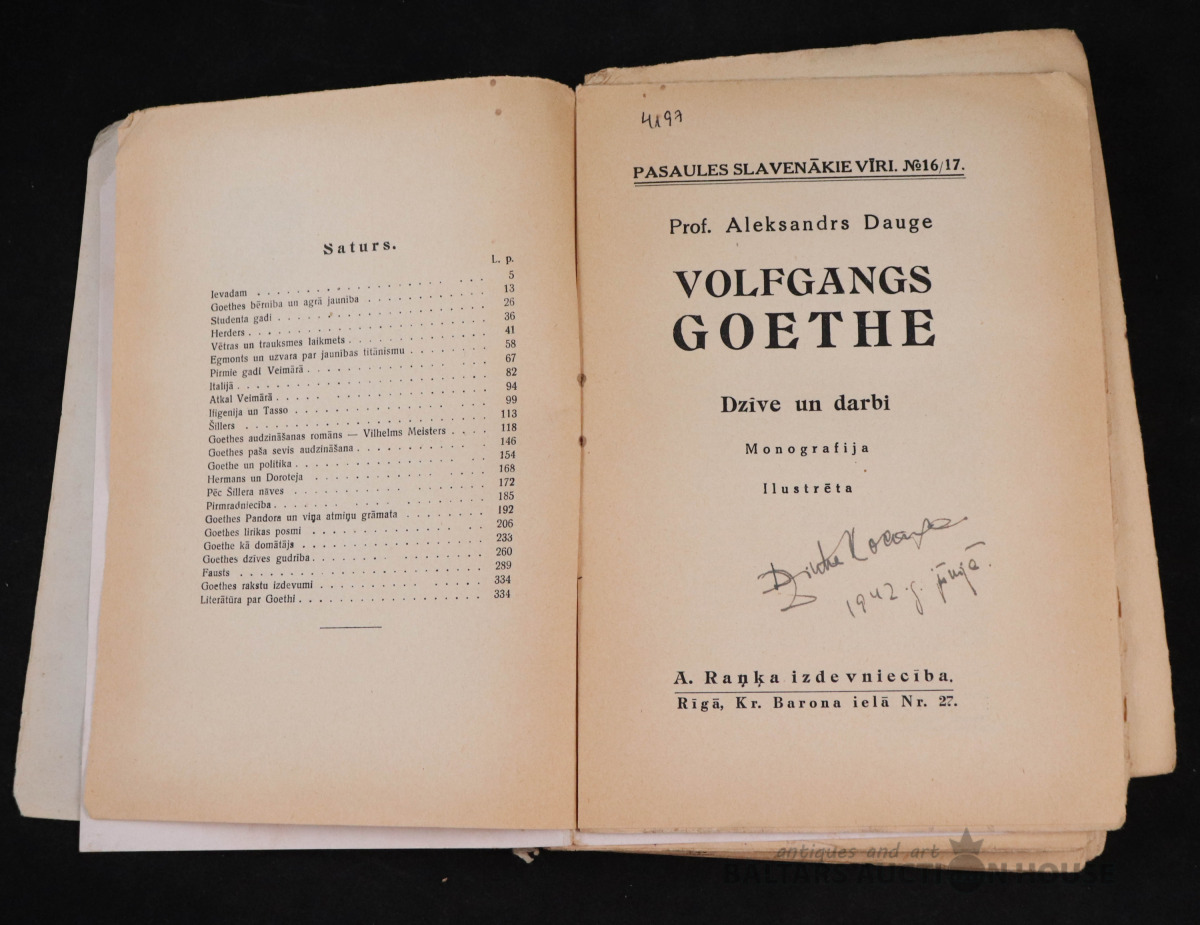 Saturs.
L. p.
Ievadam . . . . . 5
Goethes bērnība un agrā jaunība . . . . . 13
Studenta gadi . . . . . 26
Herders . . . . . 36
Vētras un trauksmes laikmets . . . . . 41
Egmonts un uzvara par jaunības titānismu . . . . . 58
Pirmie gadi Veimārā . . . . . 67
Italijā . . . . . 82
Atkal Veimārā . . . . . 94
Ifigenija un Tasso . . . . . 99
Šillers . . . . . 113
Goethes audzināšanas romāns — Vilhelms Meisters . . . . . 118
Goethes paša sevis audzināšana . . . . . 146
Goethe un politika . . . . . 154
Hermans un Doroteja . . . . . 168
Pēc Šillera nāves . . . . . 172
Pirmradniecība . . . . . 185
Goethes Pandora un viņa atmiņu grāmata . . . . . 192
Goethes lirikas posmi . . . . . 206
Goethe kā domātājs . . . . . 233
Goethes dzīves gudrība . . . . . 260
Fausts . . . . . 289
Goethes rakstu izdevumi . . . . . 334
Literātūra par Goethi . . . . . 334
4197
PASAULES SLAVENĀKIE VĪRI. №16/17.
Prof. Aleksandrs Dauge
VOLFGANGS
GOETHE
Dzīve un darbi
Monografija
Ilustrēta
1942. g. jūnijā.
A. Raņķa izdevniecība,
Rīgā, Kr. Barona ielā Nr. 27.
antiques and art
BALTARS AUCTION HOUSE